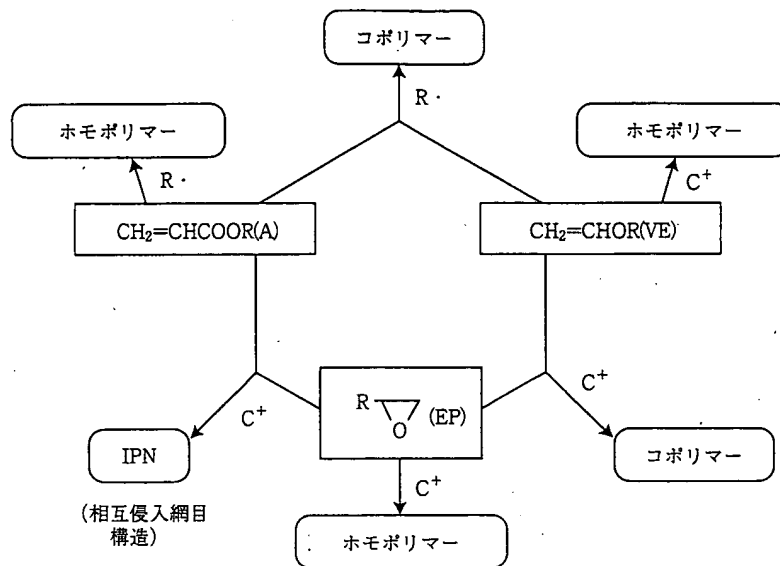 コポリマー
R・
ホモポリマー
R・
ホモポリマー
C⁺
CH₂=CHCOOR(A)
CH₂=CHOR(VE)
C⁺
IPN
(相互侵入網目
構造)
R
O
(EP)
C⁺
ホモポリマー
C⁺
コポリマー